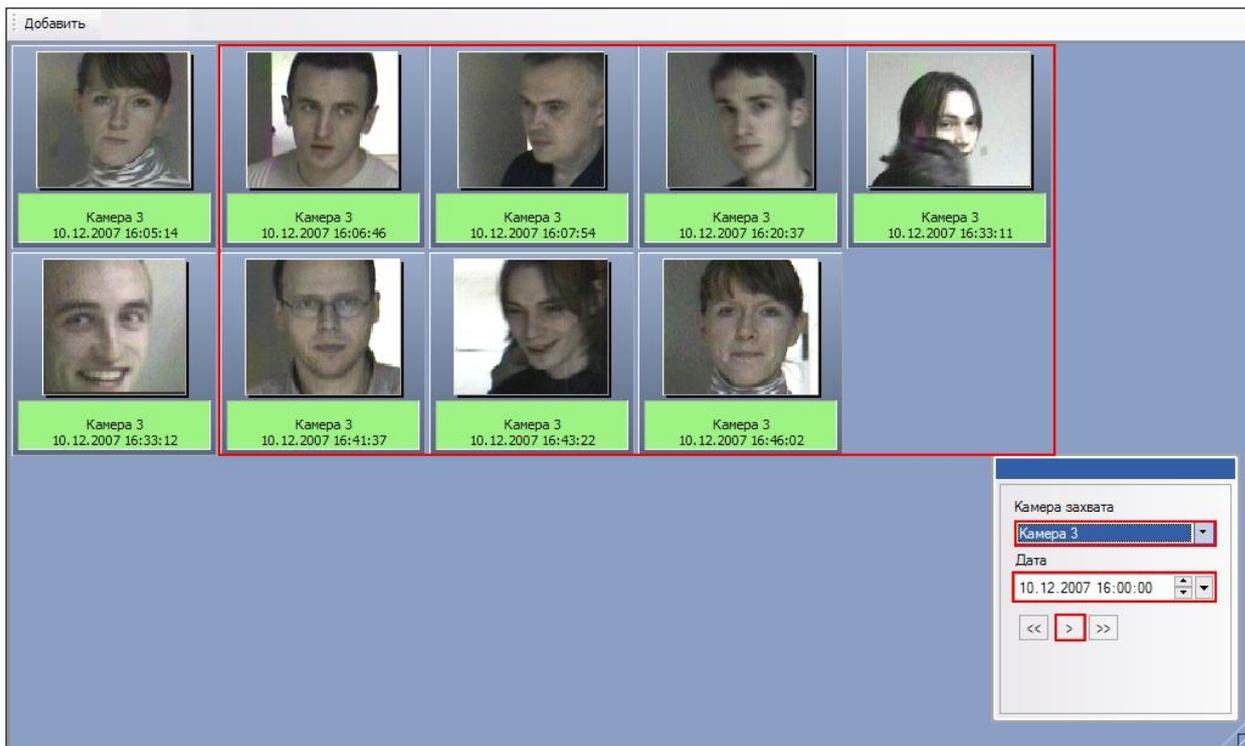 Добавить
Камера 3
10.12.2007 16:05:14
Камера 3
10.12.2007 16:06:46
Камера 3
10.12.2007 16:07:54
Камера 3
10.12.2007 16:20:37
Камера 3
10.12.2007 16:33:11
Камера 3
10.12.2007 16:33:12
Камера 3
10.12.2007 16:41:37
Камера 3
10.12.2007 16:43:22
Камера 3
10.12.2007 16:46:02
Камера захвата
Камера 3
Дата
10.12.2007 16:00:00
<< > >>